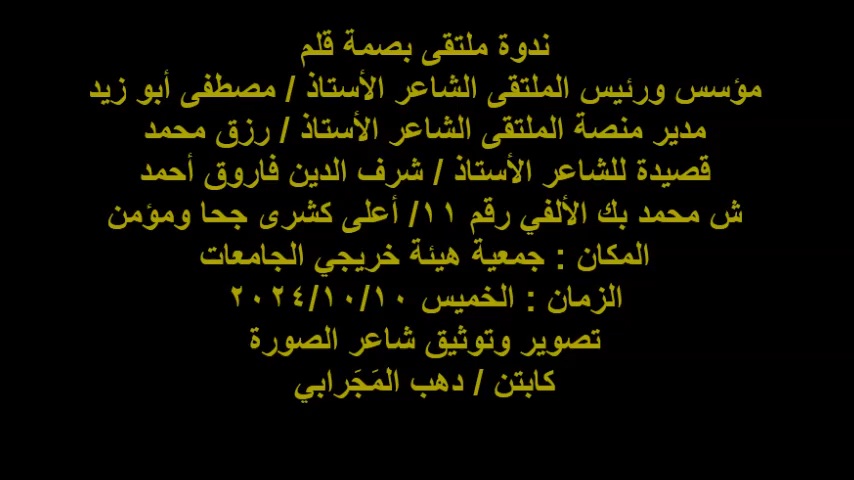 ندوة ملتقى بصمة قلم
مؤسس ورئيس الملتقى الشاعر الأستاذ / مصطفى أبو زيد
مدير منصة الملتقى الشاعر الأستاذ / رزق محمد
قصيدة للشاعر الأستاذ / شرف الدين فاروق أحمد
ش محمد بك الألفي رقم ١١/ أعلى كشرى جحا ومؤمن
المكان : جمعية هيئة خريجي الجامعات
الزمان : الخميس ٢٠٢٤/١٠/١٠
تصوير وتوثيق شاعر الصورة
كابتن / دهب المَجَرابي